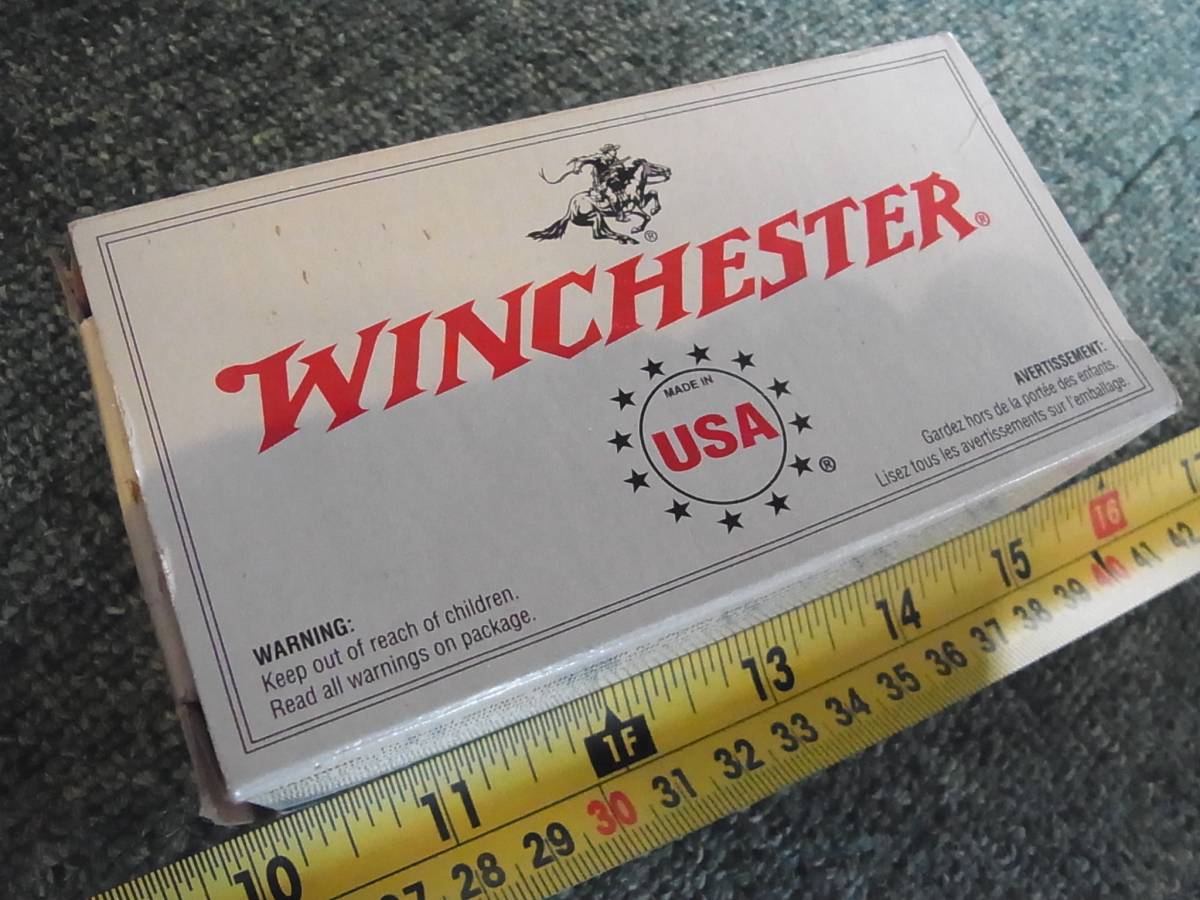 ®
WINCHESTER®
MADE IN
USA
®
AVERTISSEMENT:
Gardez hors de la portée des enfants.
Lisez tous les avertissements sur l'emballage.
WARNING:
Keep out of reach of children.
Read all warnings on package.
10 11 1F 13 14 15 16
28 29 30 31 32 33 34 35 36 37 38 39 40 41 42